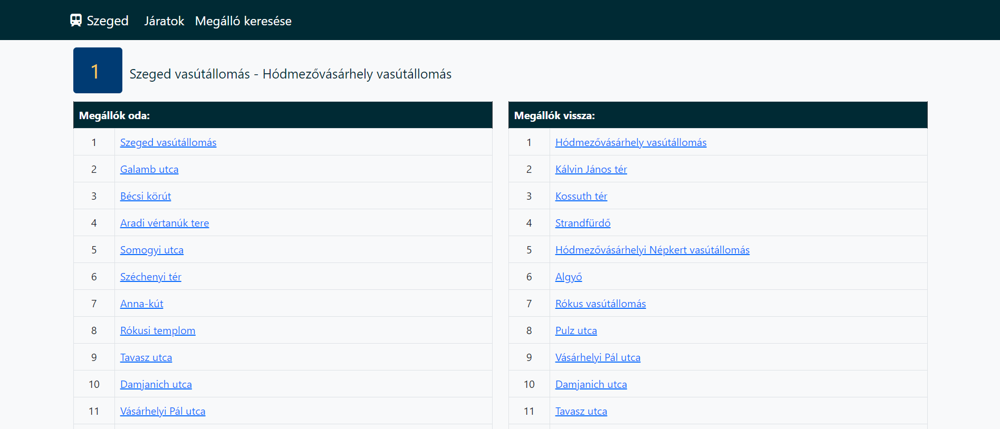 Szeged Járatok Megálló keresése
1 Szeged vasútállomás - Hódmezővásárhely vasútállomás
Megállók oda:
1 Szeged vasútállomás
2 Galamb utca
3 Bécsi körút
4 Aradi vértanúk tere
5 Somogyi utca
6 Széchenyi tér
7 Anna-kút
8 Rókusi templom
9 Tavasz utca
10 Damjanich utca
11 Vásárhelyi Pál utca
Megállók vissza:
1 Hódmezővásárhely vasútállomás
2 Kálvin János tér
3 Kossuth tér
4 Strandfürdő
5 Hódmezővásárhelyi Népkert vasútállomás
6 Algyő
7 Rókus vasútállomás
8 Pulz utca
9 Vásárhelyi Pál utca
10 Damjanich utca
11 Tavasz utca